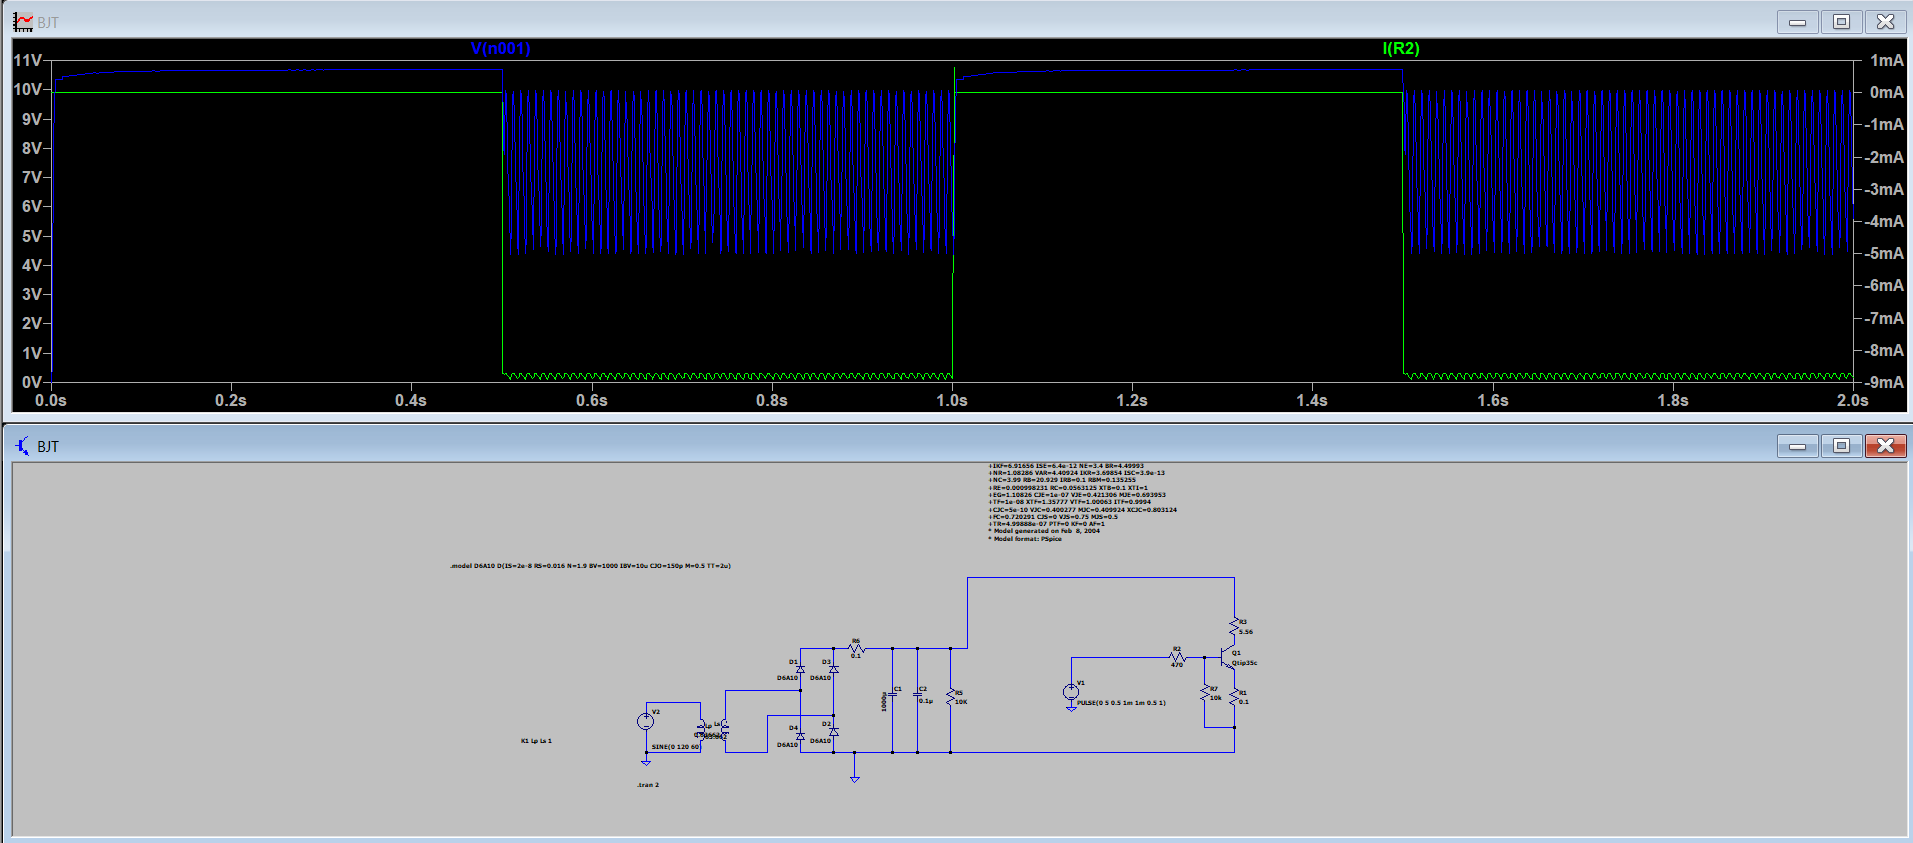 BJT
V(n001)
I(R2)
11V
10V
9V
8V
7V
6V
5V
4V
3V
2V
1V
0V
1mA
0mA
-1mA
-2mA
-3mA
-4mA
-5mA
-6mA
-7mA
-8mA
-9mA
0.0s
0.2s
0.4s
0.6s
0.8s
1.0s
1.2s
1.4s
1.6s
1.8s
2.0s
BJT
+IKF=6.91656 ISE=6.4e-12 NE=3.4 BR=4.49993
+NR=1.08286 VAR=4.40924 IKR=3.69854 ISC=3.9e-13
+NC=3.99 RB=20.929 IRB=0.1 RBM=0.135255
+RE=0.000998231 RC=0.0563125 XTB=0.1 XTI=1
+EG=1.10826 CJE=1e-07 VJE=0.421306 MJE=0.693953
+TF=1e-08 XTF=1.35777 VTF=1.00063 ITF=0.9994
+CJC=5e-10 VJC=0.400277 MJC=0.409924 XCJC=0.803124
+FC=0.720291 CJS=0 VJS=0.75 MJS=0.5
+TR=4.99888e-07 PTF=0 KF=0 AF=1
* Model generated on Feb 8, 2004
* Model format: PSpice
.model D6A10 D(IS=2e-8 RS=0.016 N=1.9 BV=1000 IBV=10u CJO=150p M=0.5 TT=2u)
R3
5.56
R6
0.1
D1
D6A10
D3
D6A10
R2
470
Q1
Qtip35c
C1
1000µ
C2
0.1µ
R5
10K
V1
PULSE(0 5 0.5 1m 1m 0.5 1)
R7
10k
R1
0.1
V2
SINE(0 120 60)
Lp
Ls
D4
D6A10
D2
D6A10
K1 Lp Ls 1
.tran 2